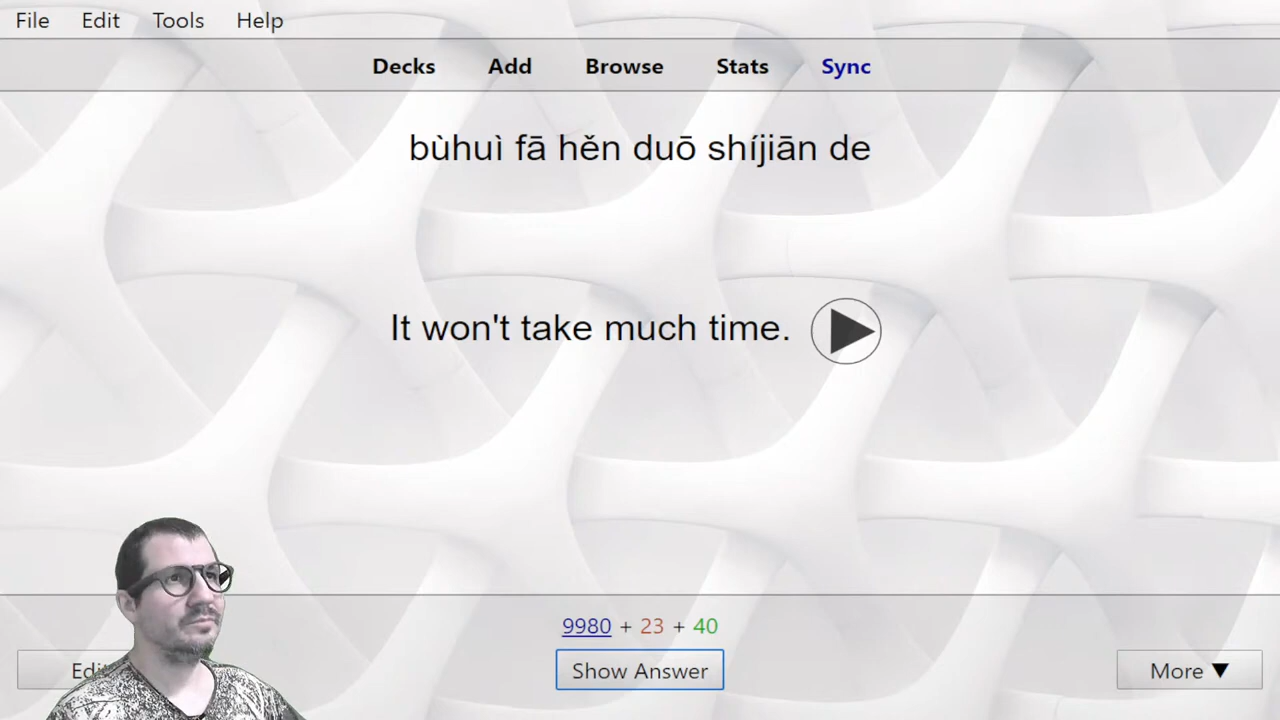 File Edit Tools Help
Decks Add Browse Stats Sync
bùhuì fā hěn duō shíjiān de
It won't take much time.
9980 + 23 + 40
Show Answer More ▼